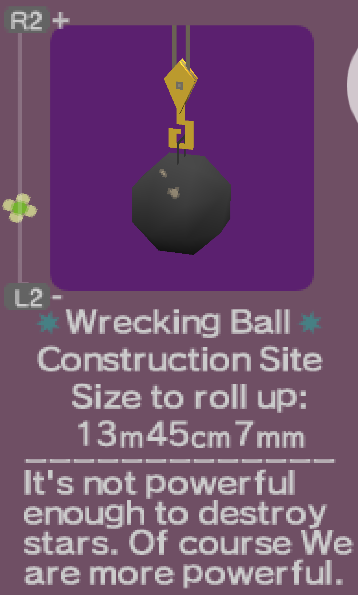 R2 +
L2 -
Wrecking Ball
Construction Site
Size to roll up:
13m45cm7mm
It's not powerful
enough to destroy
stars. Of course We
are more powerful.